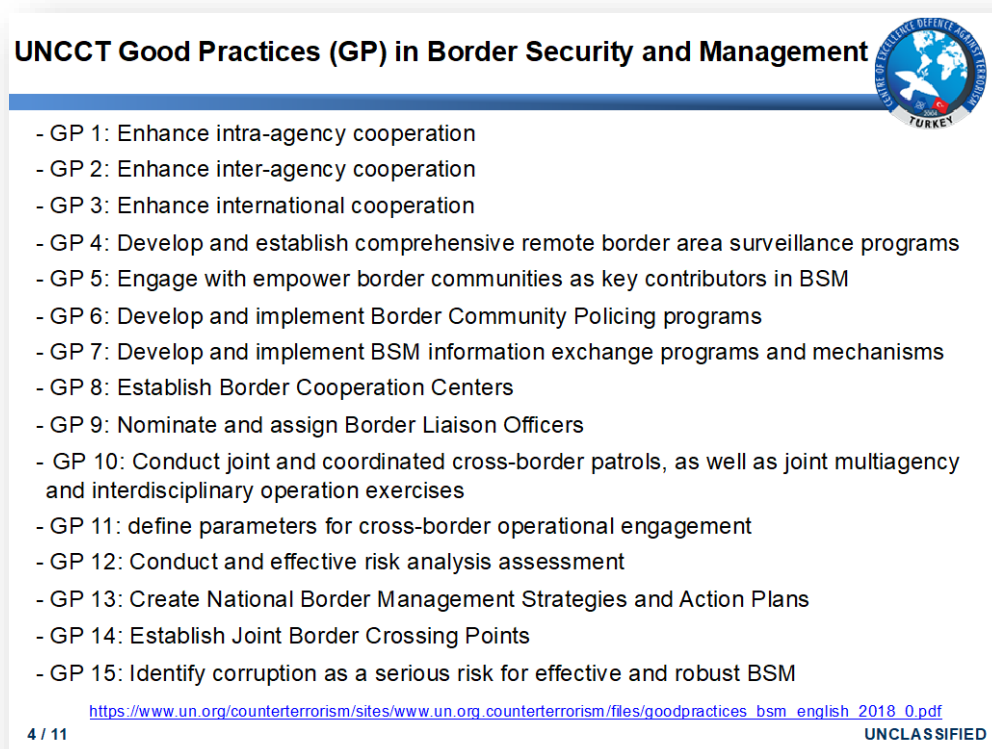 UNCCT Good Practices (GP) in Border Security and Management
CENTRE OF EXCELLENCE DEFENCE AGAINST TERRORISM
2004
TURKEY
- GP 1: Enhance intra-agency cooperation
- GP 2: Enhance inter-agency cooperation
- GP 3: Enhance international cooperation
- GP 4: Develop and establish comprehensive remote border area surveillance programs
- GP 5: Engage with empower border communities as key contributors in BSM
- GP 6: Develop and implement Border Community Policing programs
- GP 7: Develop and implement BSM information exchange programs and mechanisms
- GP 8: Establish Border Cooperation Centers
- GP 9: Nominate and assign Border Liaison Officers
- GP 10: Conduct joint and coordinated cross-border patrols, as well as joint multiagency
and interdisciplinary operation exercises
- GP 11: define parameters for cross-border operational engagement
- GP 12: Conduct and effective risk analysis assessment
- GP 13: Create National Border Management Strategies and Action Plans
- GP 14: Establish Joint Border Crossing Points
- GP 15: Identify corruption as a serious risk for effective and robust BSM
https://www.un.org/counterterrorism/sites/www.un.org.counterterrorism/files/goodpractices_bsm_english_2018_0.pdf
4 / 11
UNCLASSIFIED